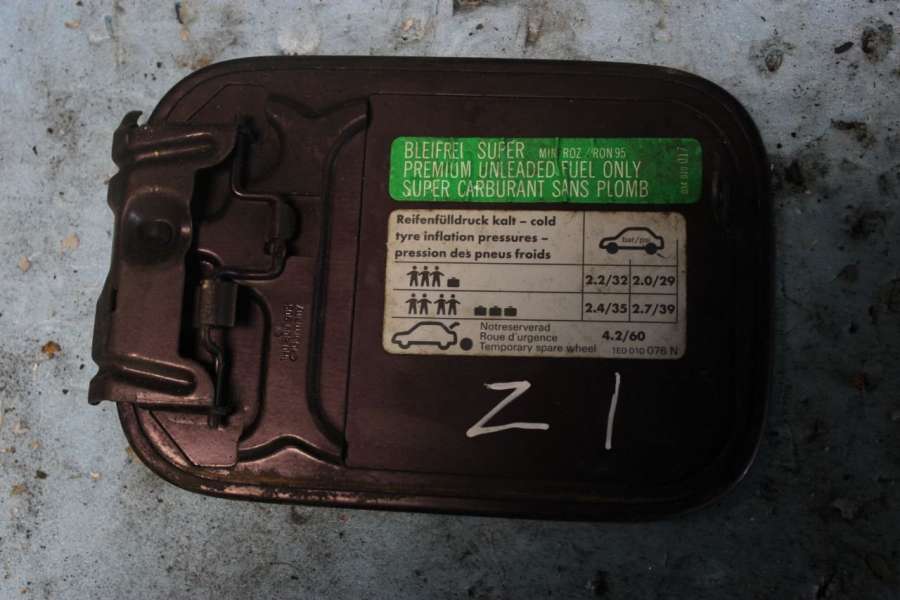 BLEIFREI SUPER MIN. ROZ / RON 95
PREMIUM UNLEADED FUEL ONLY
SUPER CARBURANT SANS PLOMB
017
Reifenfülldruck kalt – cold
tyre inflation pressures –
pression des pneus froids
bar/psi
2.2/32 2.0/29
2.4/35 2.7/39
Notreserverad
Roue d'urgence
Temporary spare wheel
4.2/60
1E0 010 076 N
Z 1